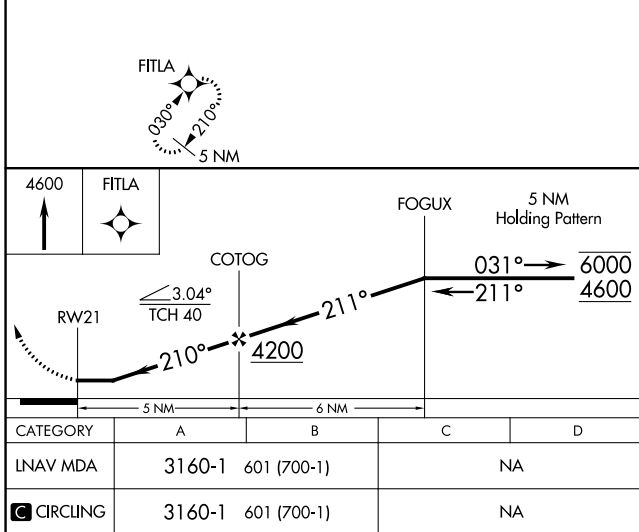 FITLA
030°
210°
5 NM
4600
FITLA
FOGUX
5 NM
Holding Pattern
COTOG
031°
6000
211°
4600
3.04°
TCH 40
RW21
211°
210°
4200
5 NM
6 NM
CATEGORY A B C D
LNAV MDA 3160-1 601 (700-1) NA
C CIRCLING 3160-1 601 (700-1) NA